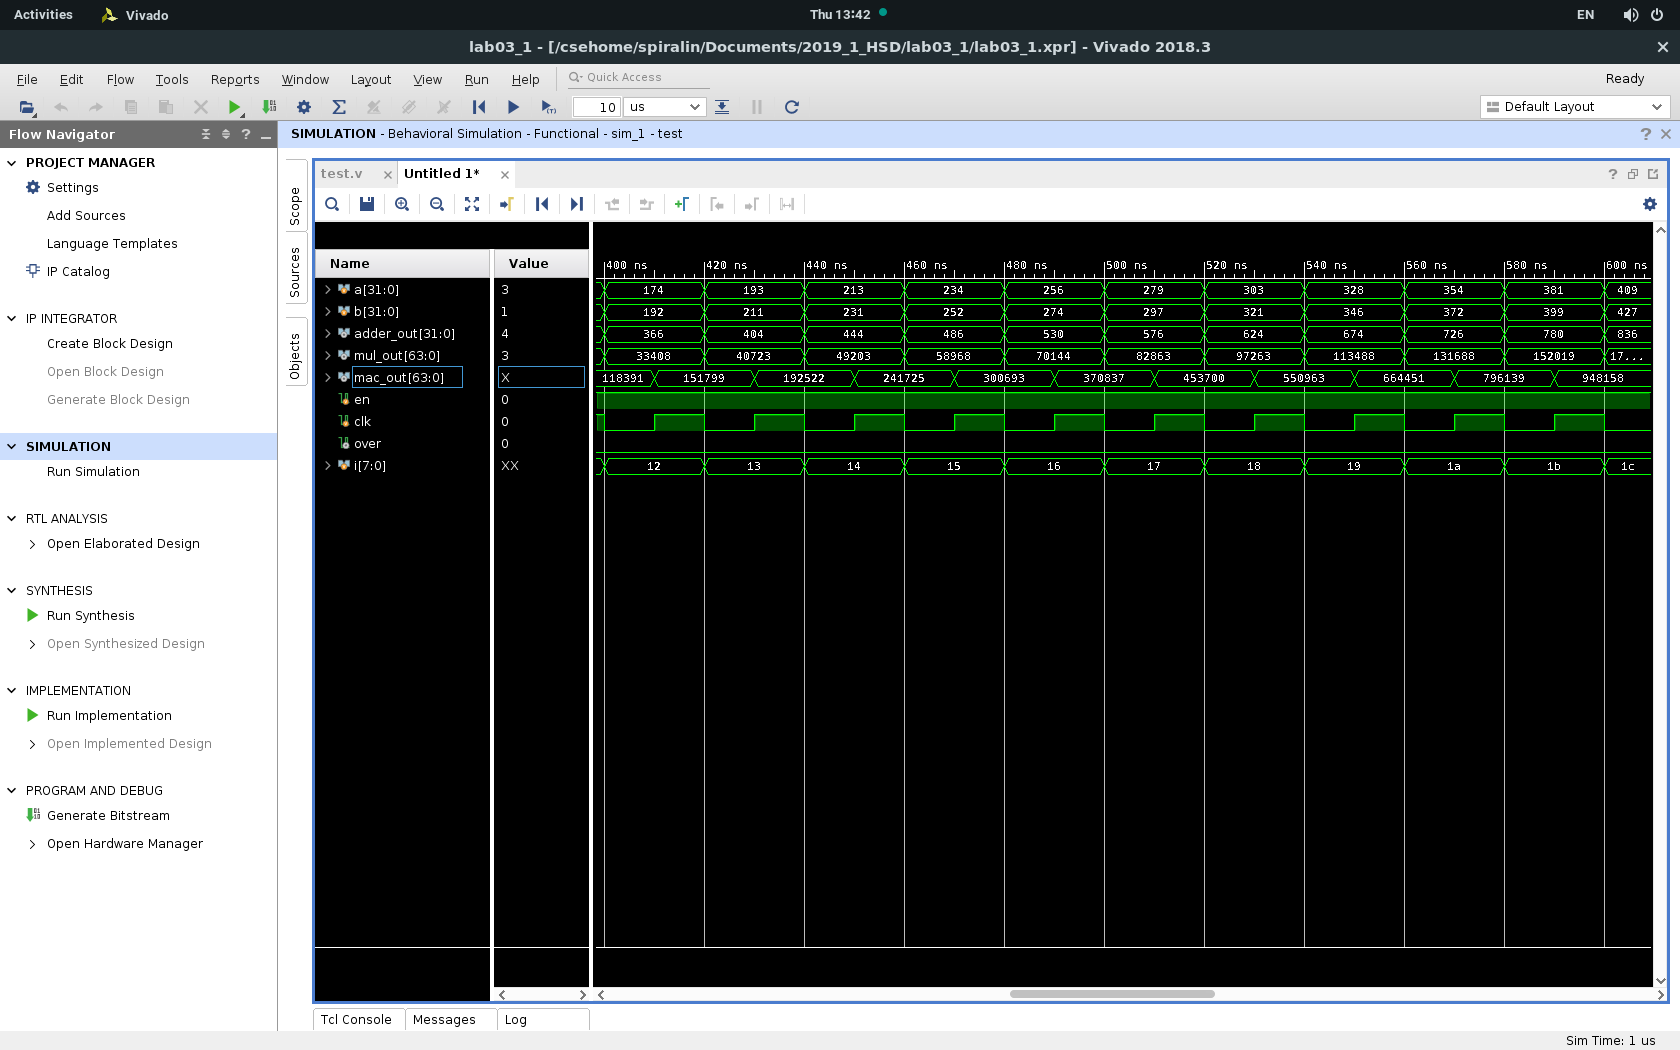 Activities Vivado Thu 13:42 EN
lab03_1 - [/csehome/spiralin/Documents/2019_1_HSD/lab03_1/lab03_1.xpr] - Vivado 2018.3
File Edit Flow Tools Reports Window Layout View Run Help Quick Access Ready
10 us Default Layout
Flow Navigator
SIMULATION - Behavioral Simulation - Functional - sim_1 - test
PROJECT MANAGER
Settings
Add Sources
Language Templates
IP Catalog
IP INTEGRATOR
Create Block Design
Open Block Design
Generate Block Design
SIMULATION
Run Simulation
RTL ANALYSIS
Open Elaborated Design
SYNTHESIS
Run Synthesis
Open Synthesized Design
IMPLEMENTATION
Run Implementation
Open Implemented Design
PROGRAM AND DEBUG
Generate Bitstream
Open Hardware Manager
Scope
Sources
Objects
test.v Untitled 1*
Name Value
400 ns 420 ns 440 ns 460 ns 480 ns 500 ns 520 ns 540 ns 560 ns 580 ns 600 ns
a[31:0] 3 174 193 213 234 256 279 303 328 354 381 409
b[31:0] 1 192 211 231 252 274 297 321 346 372 399 427
adder_out[31:0] 4 366 404 444 486 530 576 624 674 726 780 836
mul_out[63:0] 3 33408 40723 49203 58968 70144 82863 97263 113488 131688 152019 17...
mac_out[63:0] X 118391 151799 192522 241725 300693 370837 453700 550963 664451 796139 948158
en 0
clk 0
over 0
i[7:0] XX 12 13 14 15 16 17 18 19 1a 1b 1c
Tcl Console Messages Log
Sim Time: 1 us